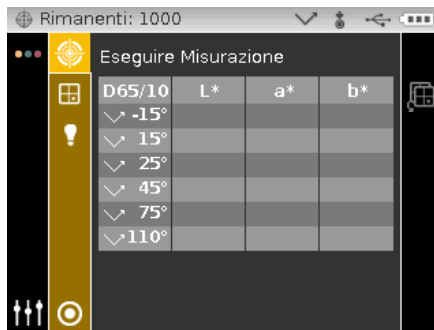 Rimanenti: 1000
Eseguire Misurazione
D65/10 L* a* b*
-15°
15°
25°
45°
75°
110°